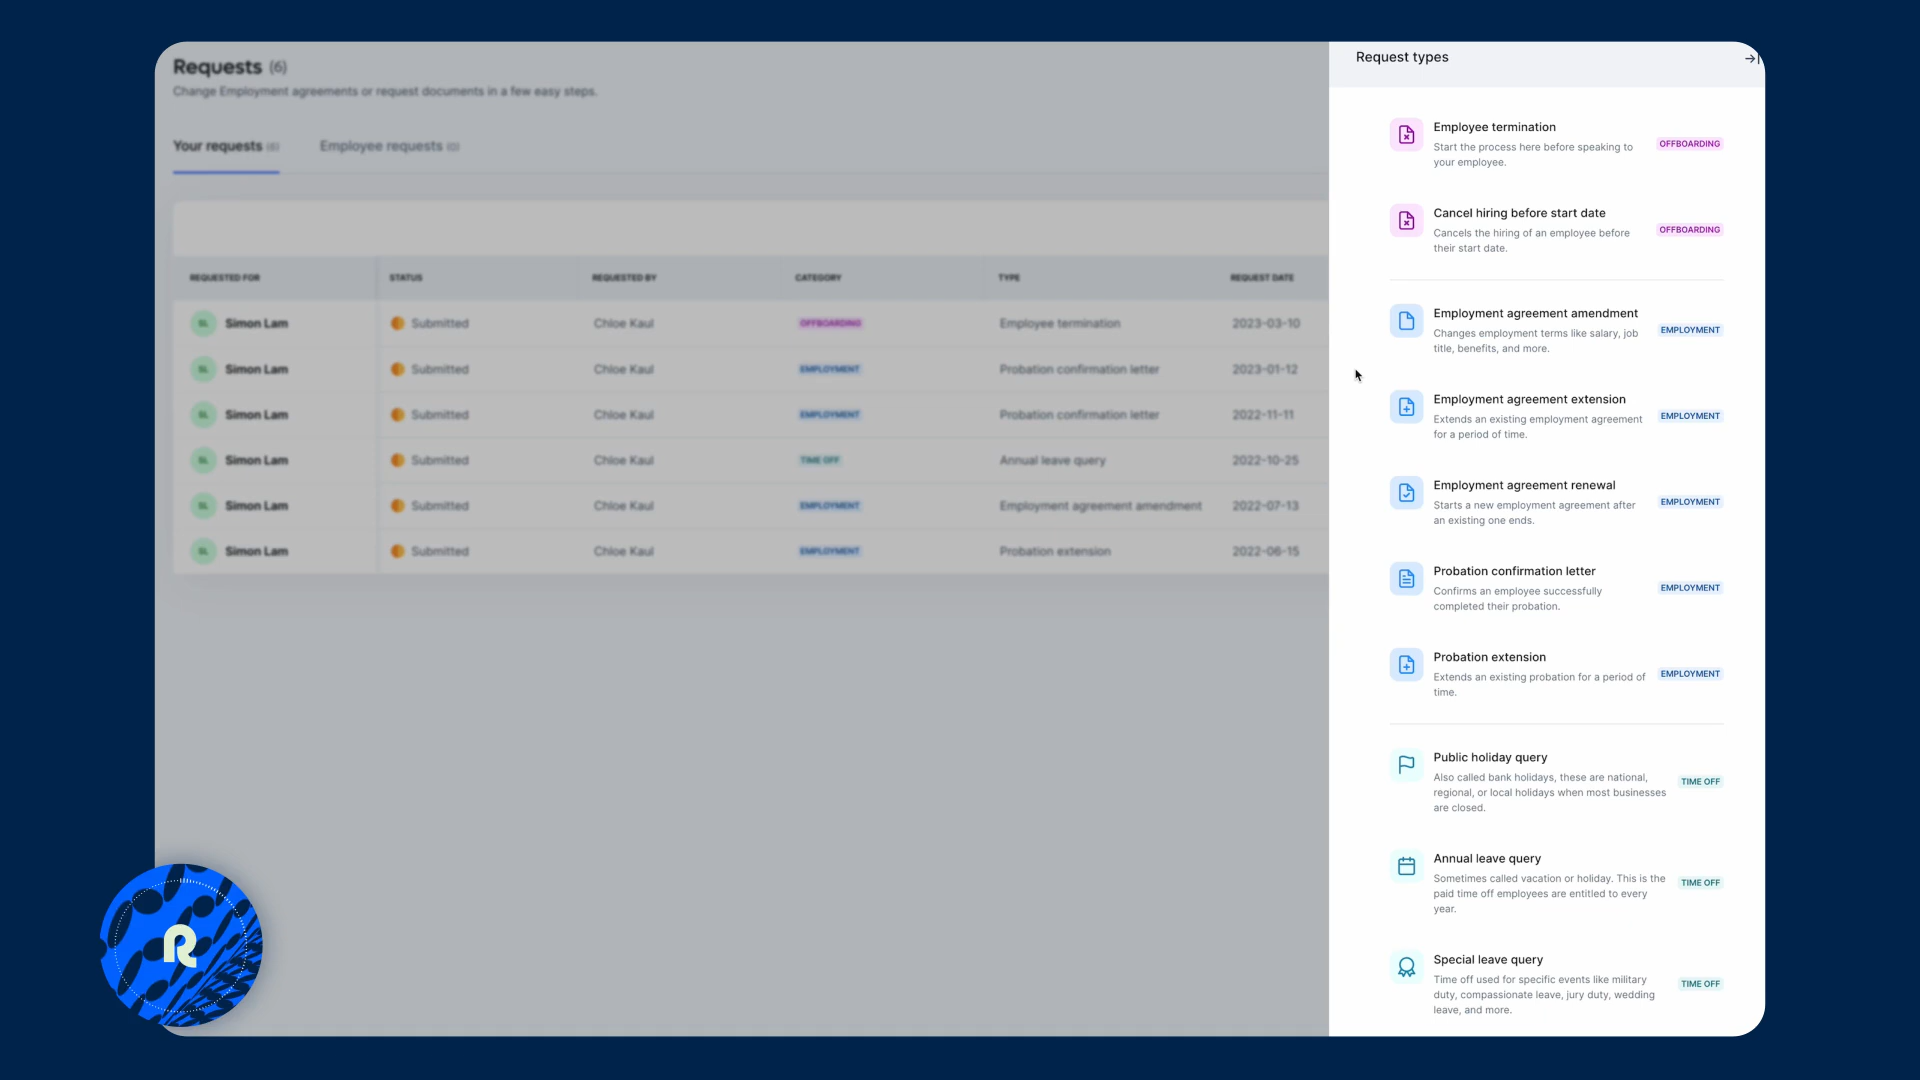 Requests (6)
Change Employment agreements or request documents in a few easy steps.
Your requests (6)
Employee requests (0)
REQUESTED FOR STATUS REQUESTED BY CATEGORY TYPE REQUEST DATE
SL Simon Lam Submitted Chloe Kaul OFFBOARDING Employee termination 2023-03-10
SL Simon Lam Submitted Chloe Kaul EMPLOYMENT Probation confirmation letter 2023-01-12
SL Simon Lam Submitted Chloe Kaul EMPLOYMENT Probation confirmation letter 2022-11-11
SL Simon Lam Submitted Chloe Kaul TIME OFF Annual leave query 2022-10-25
SL Simon Lam Submitted Chloe Kaul EMPLOYMENT Employment agreement amendment 2022-07-13
SL Simon Lam Submitted Chloe Kaul EMPLOYMENT Probation extension 2022-06-15
Request types
Employee termination
Start the process here before speaking to
your employee.
OFFBOARDING
Cancel hiring before start date
Cancels the hiring of an employee before
their start date.
OFFBOARDING
Employment agreement amendment
Changes employment terms like salary, job
title, benefits, and more.
EMPLOYMENT
Employment agreement extension
Extends an existing employment agreement
for a period of time.
EMPLOYMENT
Employment agreement renewal
Starts a new employment agreement after
an existing one ends.
EMPLOYMENT
Probation confirmation letter
Confirms an employee successfully
completed their probation.
EMPLOYMENT
Probation extension
Extends an existing probation for a period of
time.
EMPLOYMENT
Public holiday query
Also called bank holidays, these are national,
regional, or local holidays when most businesses
are closed.
TIME OFF
Annual leave query
Sometimes called vacation or holiday. This is the
paid time off employees are entitled to every
year.
TIME OFF
Special leave query
Time off used for specific events like military
duty, compassionate leave, jury duty, wedding
leave, and more.
TIME OFF
R